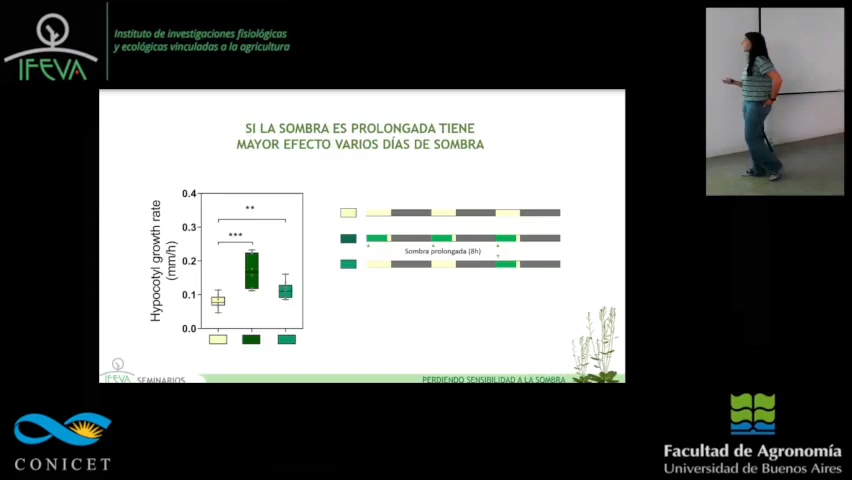 Instituto de investigaciones fisiológicas
y ecológicas vinculadas a la agricultura
IFEVA
SI LA SOMBRA ES PROLONGADA TIENE
MAYOR EFECTO VARIOS DÍAS DE SOMBRA
Hypocotyl growth rate
(mm/h)
0.4
0.3
0.2
0.1
0.0
**
***
Sombra prolongada (8h)
IFEVA SEMINARIOS
PERDIENDO SENSIBILIDAD A LA SOMBRA
CONICET
Facultad de Agronomía
Universidad de Buenos Aires